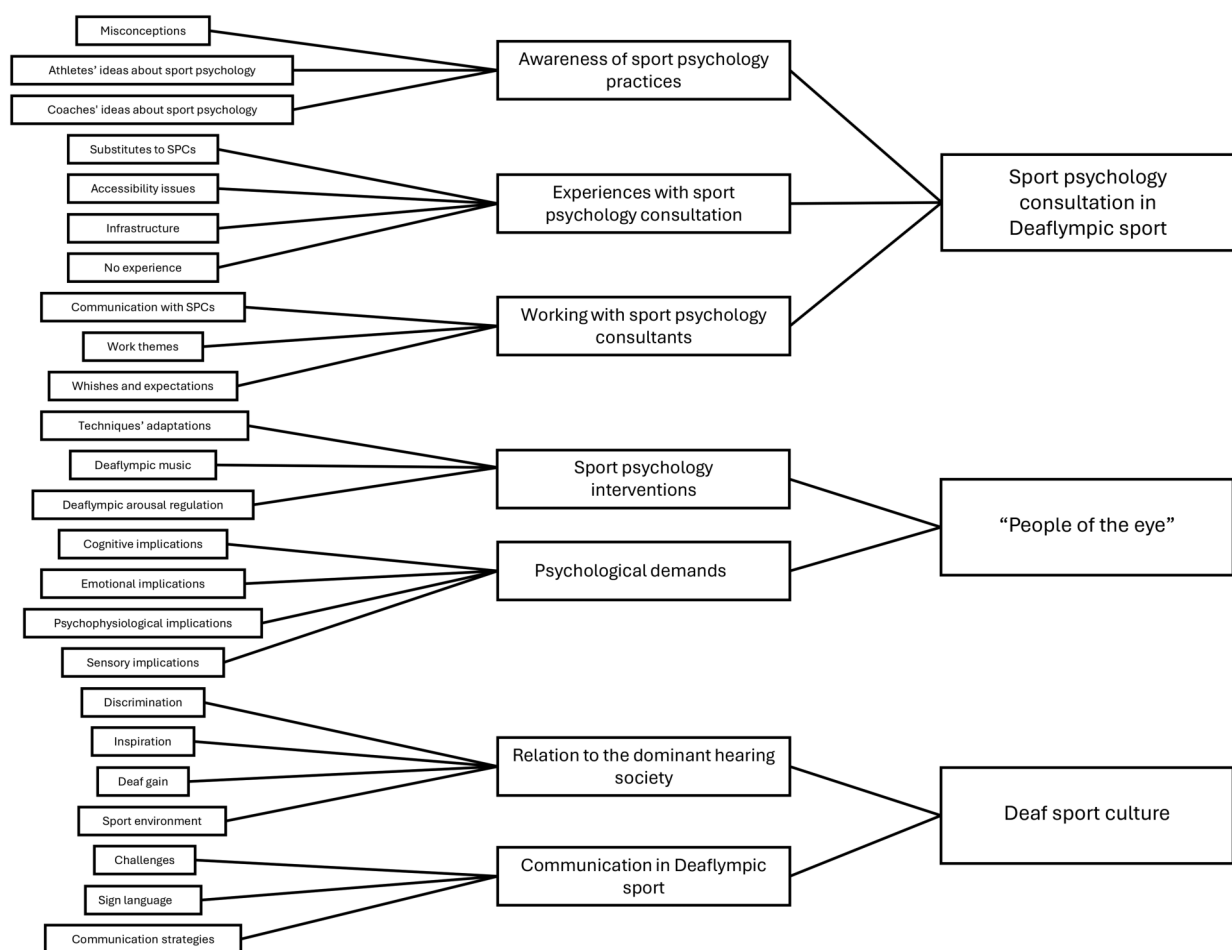 Misconceptions
Athletes’ ideas about sport psychology
Coaches’ ideas about sport psychology
Substitutes to SPCs
Accessibility issues
Infrastructure
No experience
Communication with SPCs
Work themes
Whishes and expectations
Techniques’ adaptations
Deaflympic music
Deaflympic arousal regulation
Cognitive implications
Emotional implications
Psychophysiological implications
Sensory implications
Discrimination
Inspiration
Deaf gain
Sport environment
Challenges
Sign language
Communication strategies
Awareness of sport psychology
practices
Experiences with sport
psychology consultation
Working with sport psychology
consultants
Sport psychology
interventions
Psychological demands
Relation to the dominant hearing
society
Communication in Deaflympic
sport
Sport psychology
consultation in
Deaflympic sport
“People of the eye”
Deaf sport culture